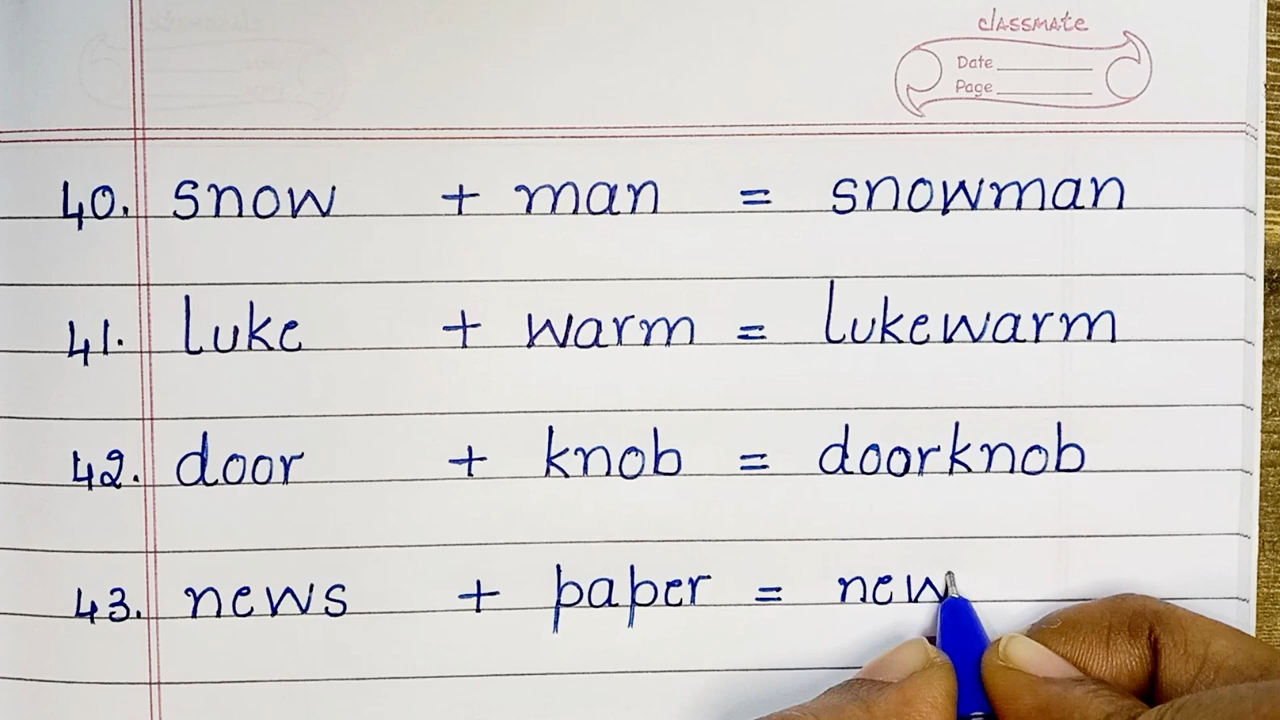 classmate
Date
Page
40. snow + man = snowman
41. luke + warm = lukewarm
42. door + knob = doorknob
43. news + paper = new